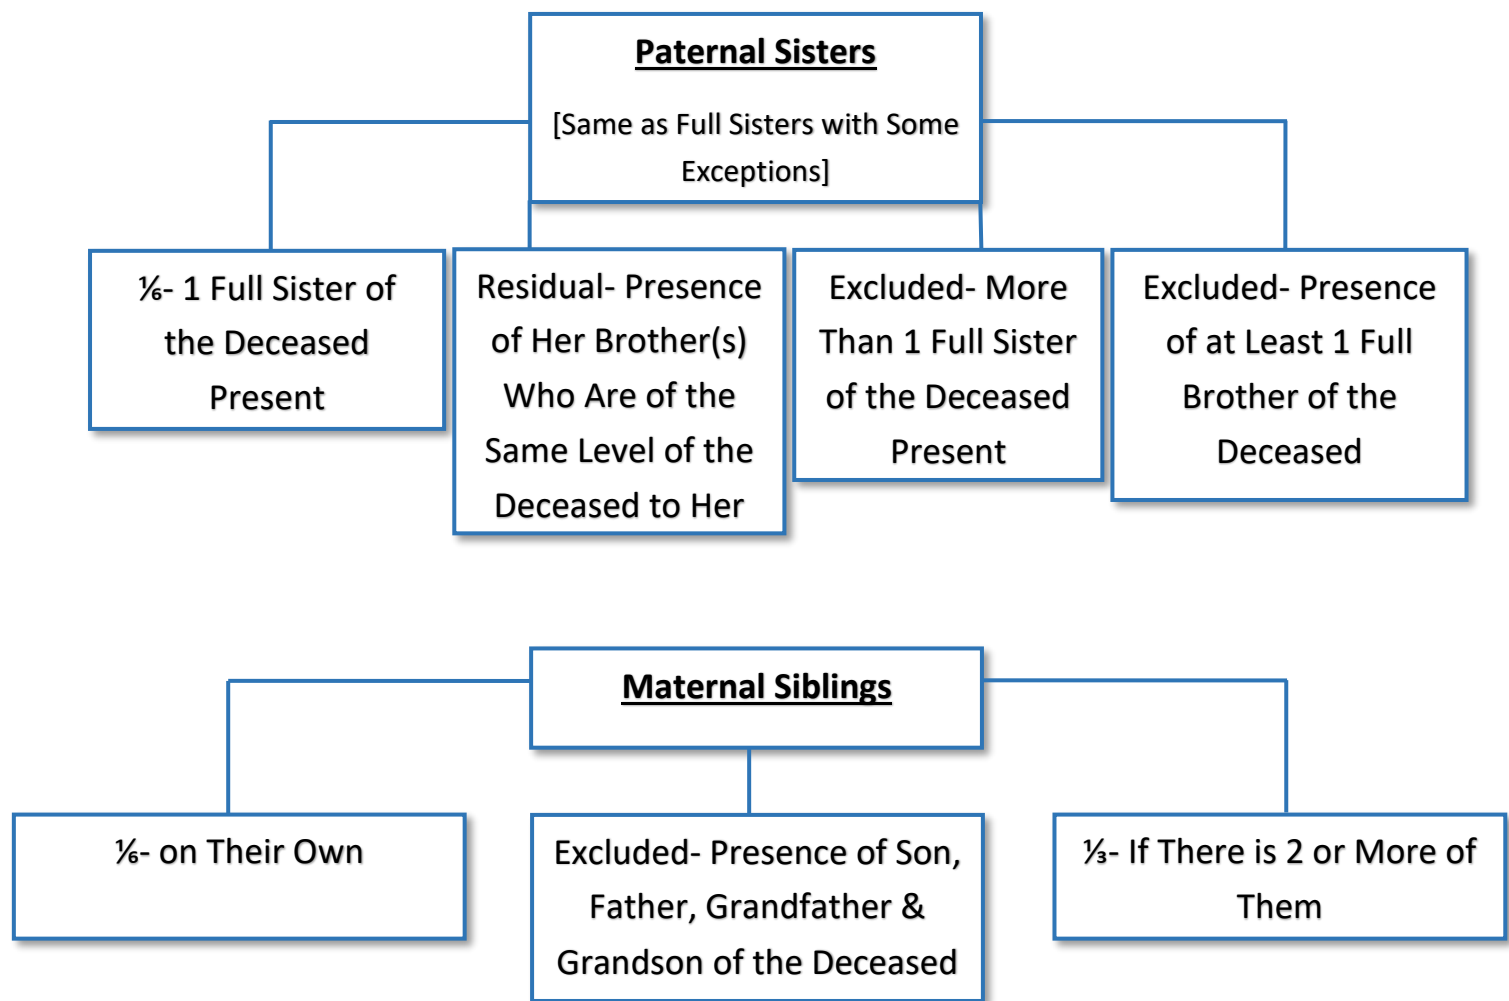 Paternal Sisters
[Same as Full Sisters with Some
Exceptions]
⅙- 1 Full Sister of
the Deceased
Present
Residual- Presence
of Her Brother(s)
Who Are of the
Same Level of the
Deceased to Her
Excluded- More
Than 1 Full Sister
of the Deceased
Present
Excluded- Presence
of at Least 1 Full
Brother of the
Deceased
Maternal Siblings
⅙- on Their Own
Excluded- Presence of Son,
Father, Grandfather &
Grandson of the Deceased
⅓- If There is 2 or More of
Them